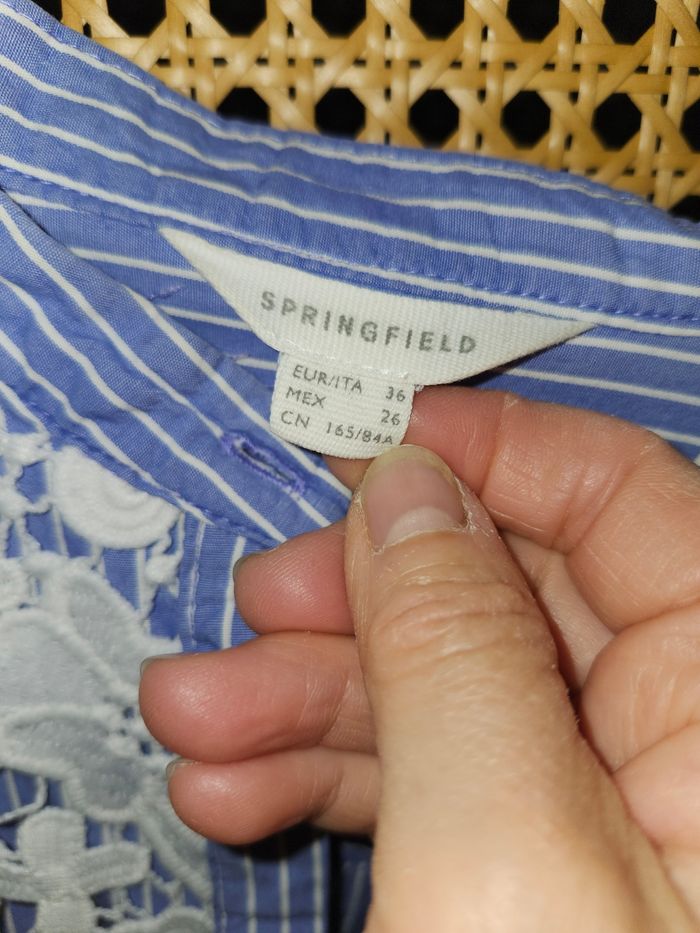 SPRINGFIELD
EUR/ITA 36
MEX 26
CN 165/84A